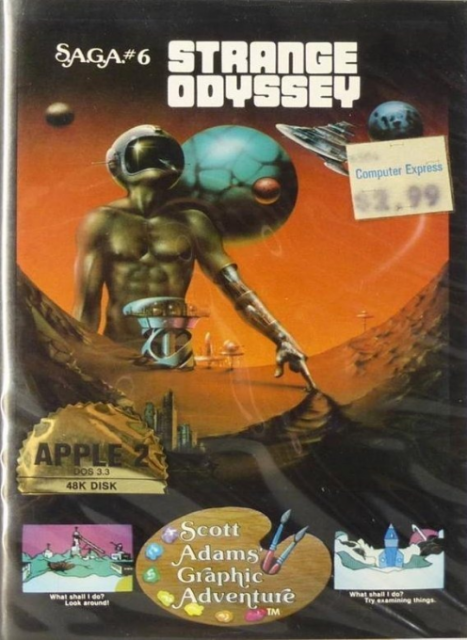 S.A.G.A.#6
STRANGE
ODYSSEY
Computer Express
.99
APPLE 2
DOS 3.3
48K DISK
Scott
Adams'
Graphic
Adventure
TM
What shall I do?
Look around!
What shall I do?
Try examining things.